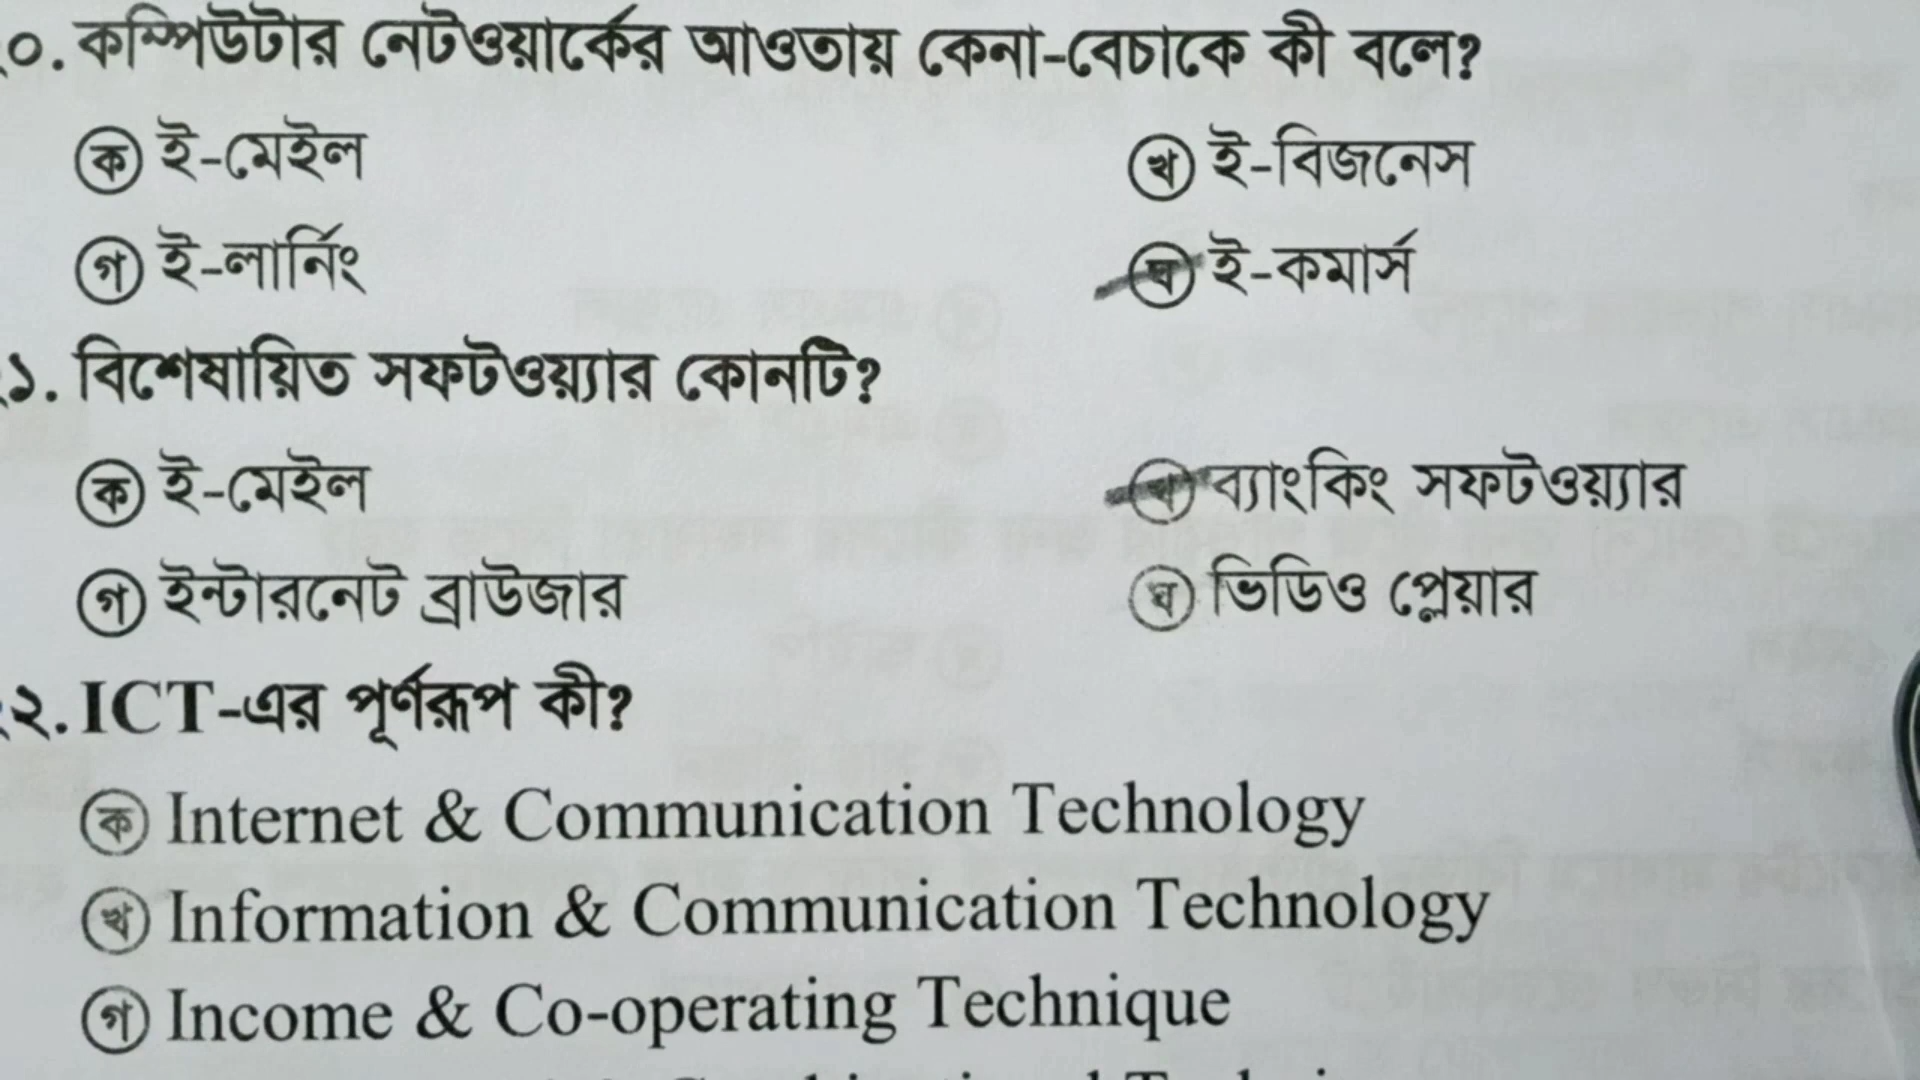 ০. কম্পিউটার নেটওয়ার্কের আওতায় কেনা-বেচাকে কী বলে?
ক ই-মেইল খ ই-বিজনেস
গ ই-লার্নিং ঘ ই-কমার্স
১. বিশেষায়িত সফটওয়্যার কোনটি?
ক ই-মেইল খ ব্যাংকিং সফটওয়্যার
গ ইন্টারনেট ব্রাউজার ঘ ভিডিও প্লেয়ার
২. ICT-এর পূর্ণরূপ কী?
ক Internet & Communication Technology
খ Information & Communication Technology
গ Income & Co-operating Technique